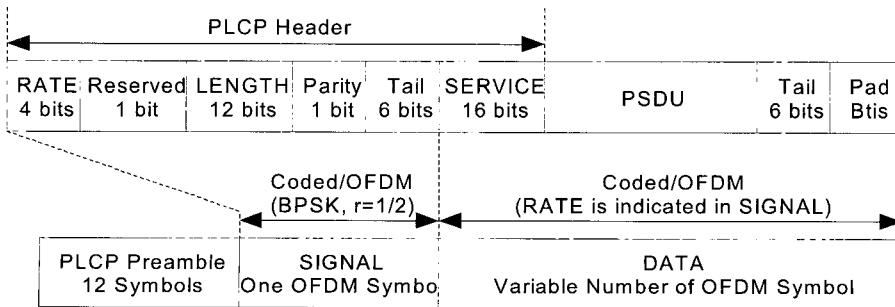 PLCP Header
RATE Reserved LENGTH Parity Tail SERVICE PSDU Tail Pad
4 bits 1 bit 12 bits 1 bit 6 bits 16 bits 6 bits Btis
Coded/OFDM Coded/OFDM
(BPSK, r=1/2) (RATE is indicated in SIGNAL)
PLCP Preamble SIGNAL DATA
12 Symbols One OFDM Symbo Variable Number of OFDM Symbol